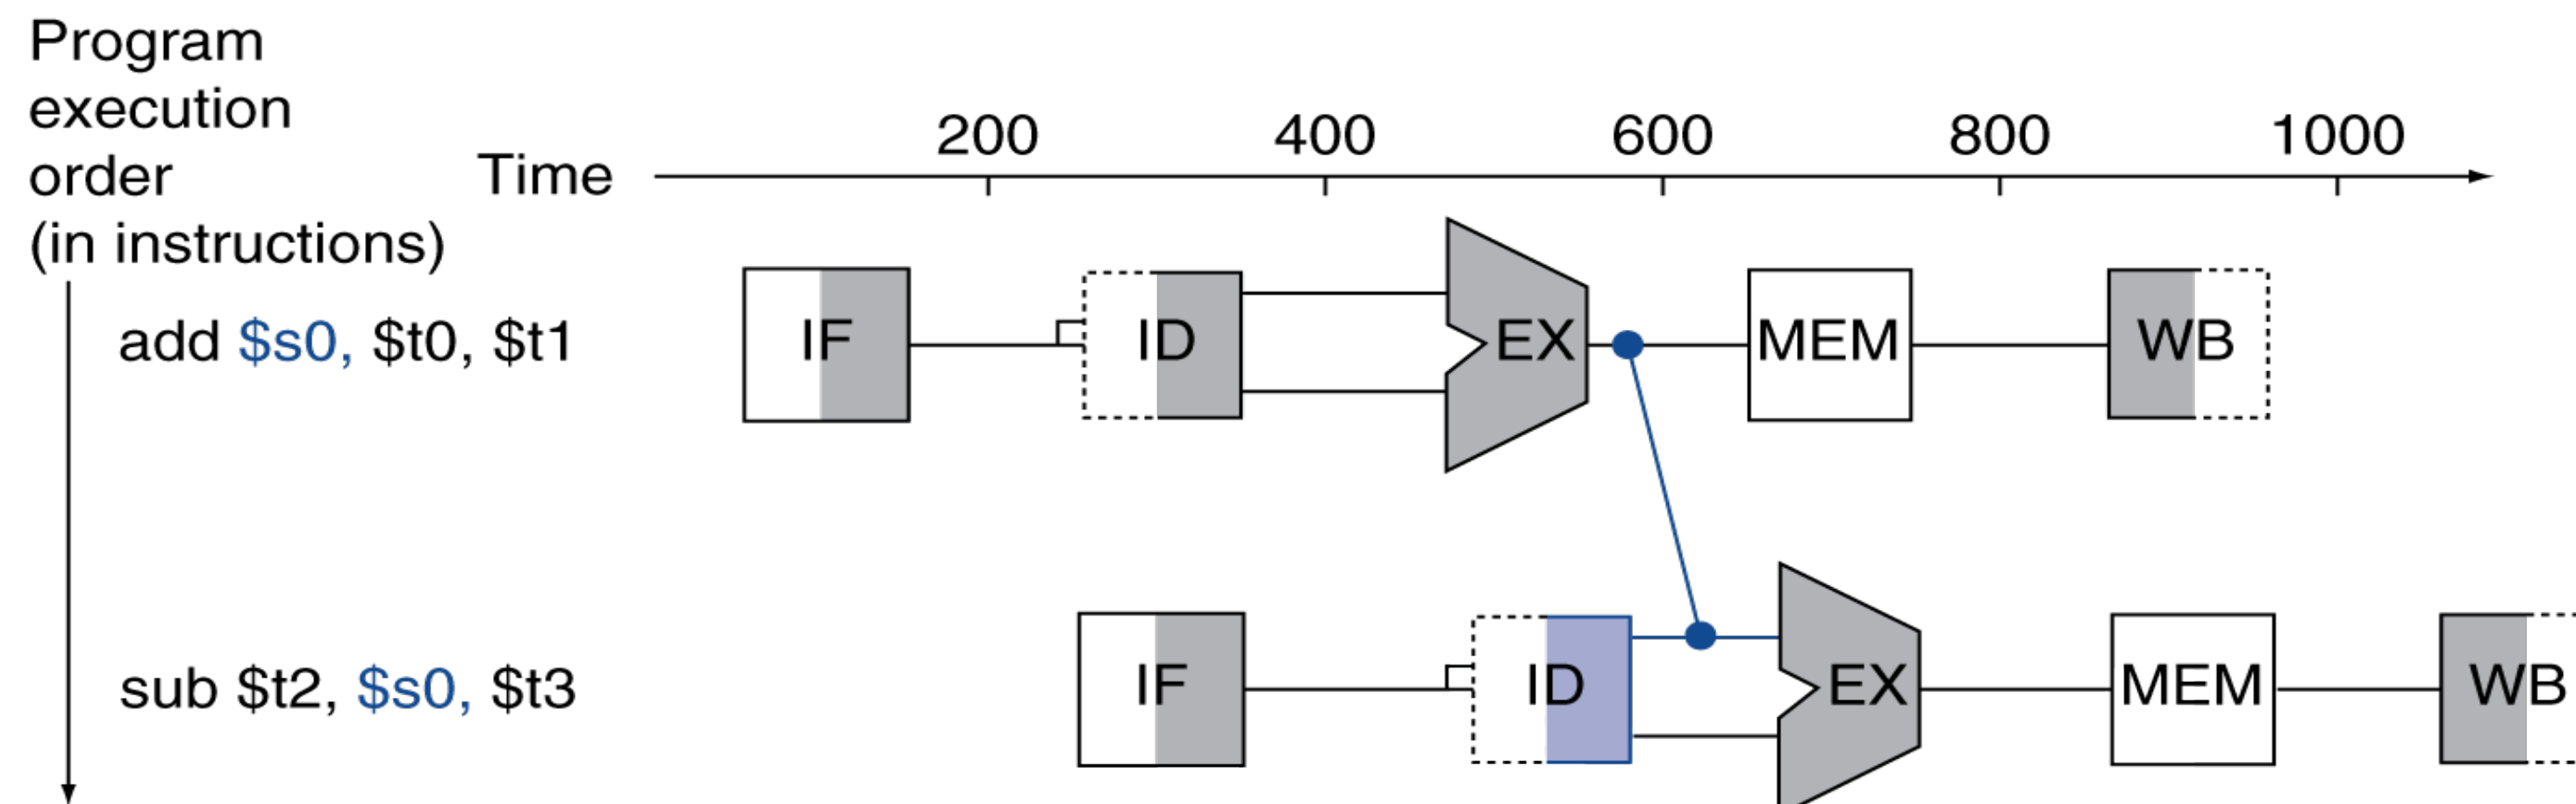 Program
execution
order
(in instructions)
Time
200 400 600 800 1000
add $s0, $t0, $t1
IF ID EX MEM WB
sub $t2, $s0, $t3
IF ID EX MEM WB